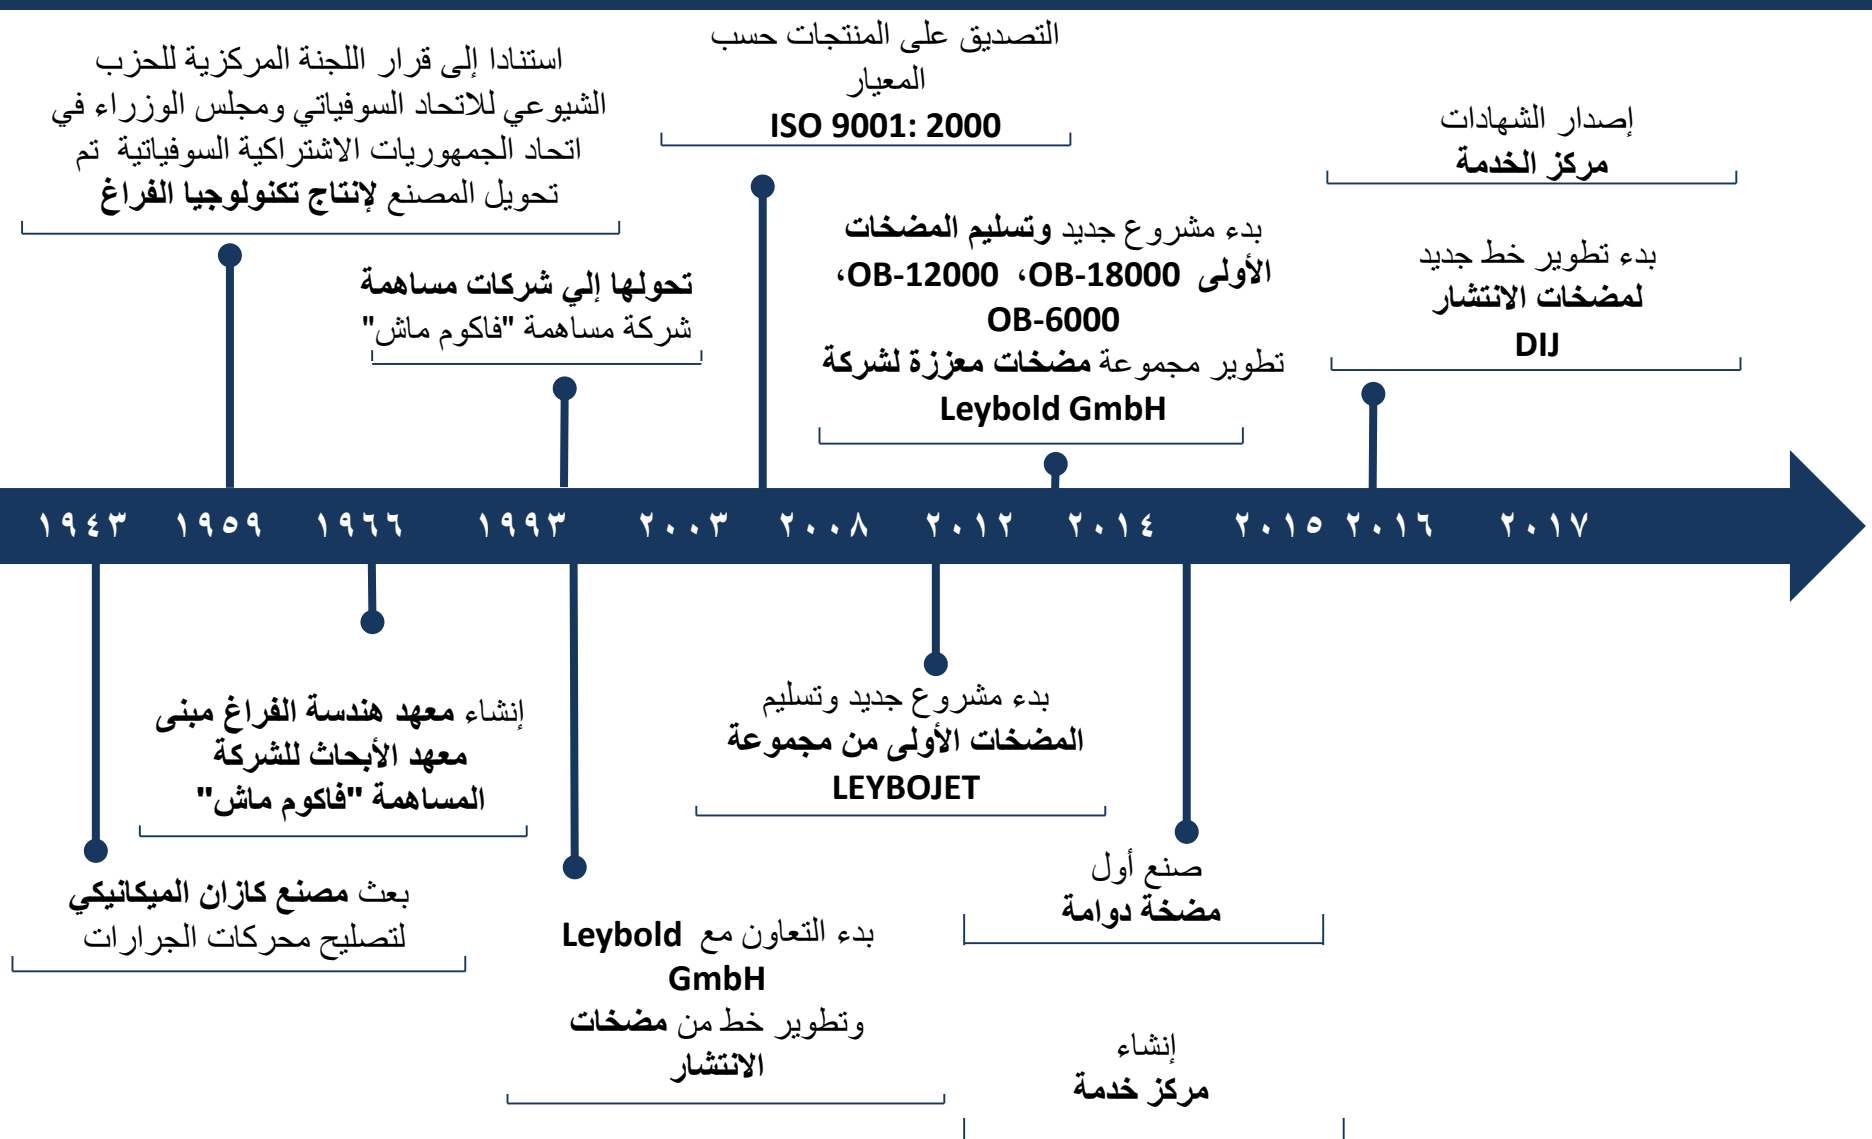 استنادا إلى قرار اللجنة المركزية للحزب
الشيوعي للاتحاد السوفياتي ومجلس الوزراء في
اتحاد الجمهوريات الاشتراكية السوفياتية تم
تحويل المصنع لإنتاج تكنولوجيا الفراغ
تحولها إلي شركات مساهمة
شركة مساهمة "فاكوم ماش"
التصديق على المنتجات حسب
المعيار
ISO 9001: 2000
بدء مشروع جديد وتسليم المضخات
الأولى OB-18000، OB-12000،
OB-6000
تطوير مجموعة مضخات معززة لشركة
Leybold GmbH
إصدار الشهادات
مركز الخدمة
بدء تطوير خط جديد
لمضخات الانتشار
DIJ
١٩٤٣ ١٩٥٩ ١٩٦٦ ١٩٩٣ ٢٠٠٣ ٢٠٠٨ ٢٠١٢ ٢٠١٤ ٢٠١٥ ٢٠١٦ ٢٠١٧
بعث مصنع كازان الميكانيكي
لتصليح محركات الجرارات
إنشاء معهد هندسة الفراغ مبنى
معهد الأبحاث للشركة
المساهمة "فاكوم ماش"
بدء التعاون مع Leybold
GmbH
وتطوير خط من مضخات
الانتشار
بدء مشروع جديد وتسليم
المضخات الأولى من مجموعة
LEYBOJET
صنع أول
مضخة دوامة
إنشاء
مركز خدمة